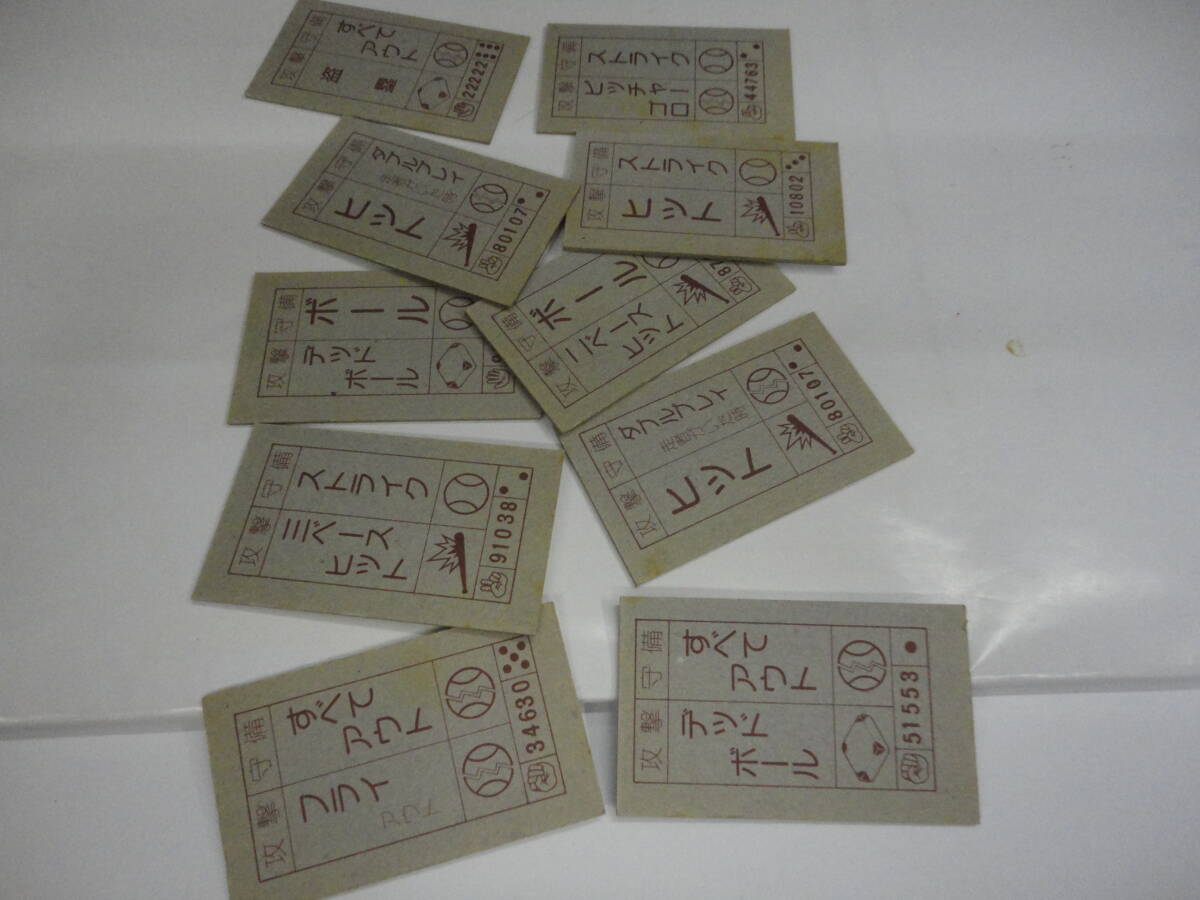 攻撃 守備
すべて
アウト
盗塁
22222
攻撃 守備
ストライク
ピッチャー
ゴロ
44763
攻撃 守備
ダブルプレイ
ヒット
80107
攻撃 守備
ストライク
ヒット
10802
攻撃 守備
ボール
デッド
ボール
攻撃 守備
ボール
二ベース
ヒット
87
攻撃 守備
ダブルプレイ
ヒット
80107
攻撃 守備
ストライク
三ベース
ヒット
91038
攻撃 守備
すべて
アウト
フライ
34630
攻撃 守備
すべて
アウト
デッド
ボール
51553